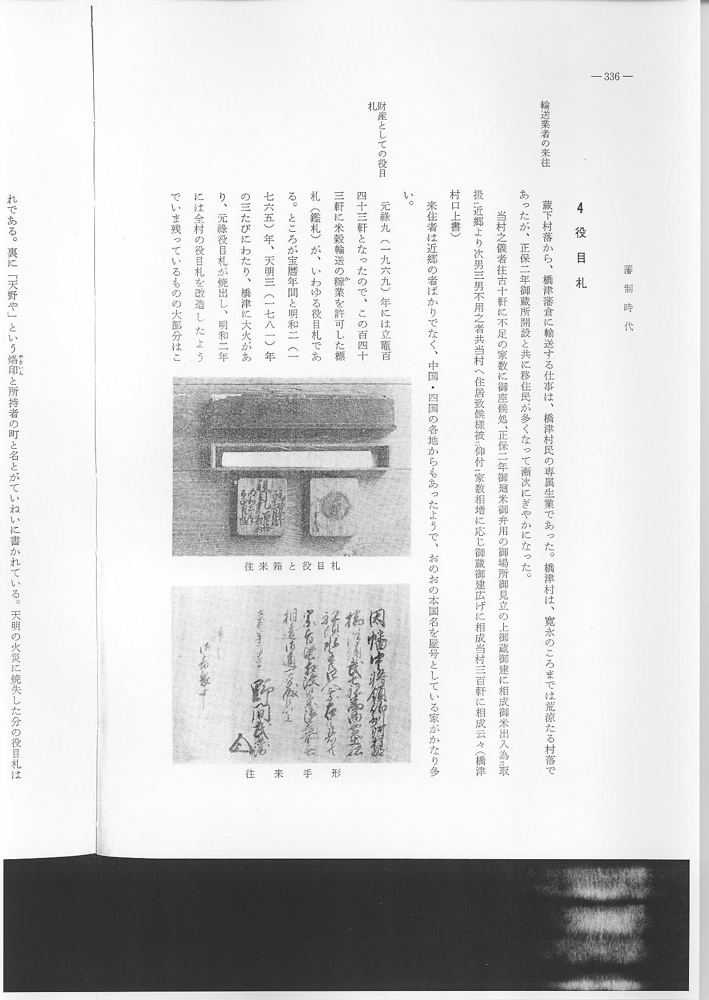 ― 336 ―
藩制時代
4 役目札
輸送業者の来往
蔵下村落から、橋津藩倉に輸送する仕事は、橋津村民の専属生業であった。橋津村は、寛永のころまでは荒涼たる村落で
あったが、正保二年御蔵所開設と共に移住民が多くなって漸次にぎやかになった。
当村之儀者往古十軒に不足の家数に御座候処、正保二年御廻米御弁用の御場所御見立の上御蔵御建に相成御米出入為ニ取
扱ニ近郷より次男三男不用之者共当村へ住居致候様被ニ仰付ニ家数相増に応じ御蔵御建広げに相成当村三百軒に相成云々（橋津
村口上書）
来住者は近郷の者ばかりでなく、中国・四国の各地からもあったようで、おのおの本国名を屋号としている家がかなり多
い。
財産としての役目
札
元祿九（一九六九）年には立竈百
四十三軒となったので、この百四十
三軒に米穀輸送の稼か業を許可した標
札（鑑札）が、いわゆる役目札であ
る。ところが宝暦年間と明和二（一
七六五）年、天明三（一七八一）年
の三たびにわたり、橋津に大火があ
り、元祿役目札が焼出し、明和二年
には全村の役目札を改造したよう
でいま残っているものの大部分はこ
往来箱と役目札
因幡中将領伯州河村郡
野間
往来手形
れである。裏に「天野や」という烙印やきいんと所持者の町と名とがていねいに書かれている。天明の火災に焼失した分の役目札は